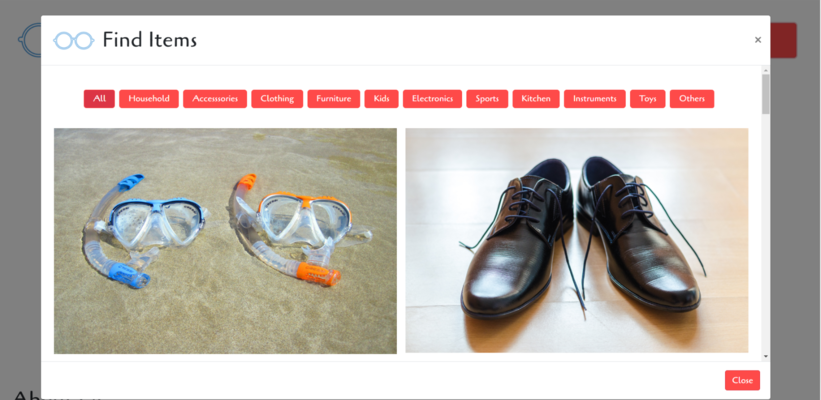 Find Items
×
All Household Accessories Clothing Furniture Kids Electronics Sports Kitchen Instruments Toys Others
Close